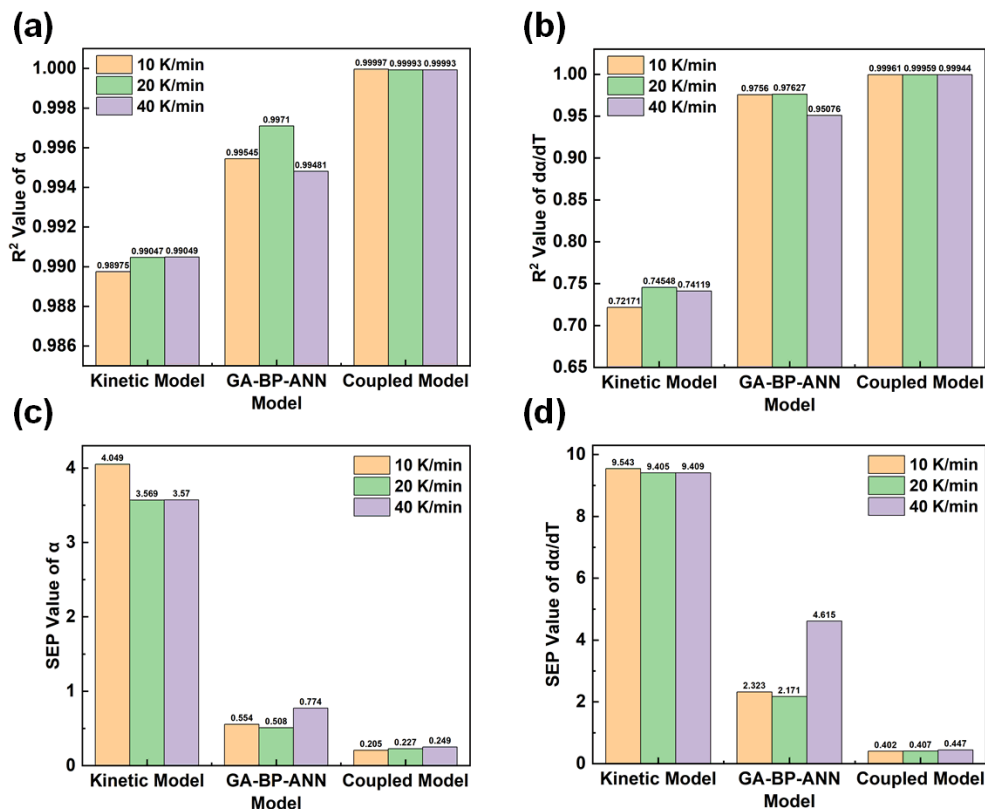 (a)
R² Value of α
1.000
0.998
0.996
0.994
0.992
0.990
0.988
0.986
10 K/min
20 K/min
40 K/min
0.98975
0.99047
0.99049
0.99545
0.9971
0.99481
0.99997
0.99993
0.99993
Kinetic Model
GA-BP-ANN
Coupled Model
Model
(b)
R² Value of dα/dT
1.00
0.95
0.90
0.85
0.80
0.75
0.70
0.65
10 K/min
20 K/min
40 K/min
0.72171
0.74548
0.74119
0.9756
0.97627
0.95076
0.99961
0.99959
0.99944
Kinetic Model
GA-BP-ANN
Coupled Model
Model
(c)
SEP Value of α
4
3
2
1
0
10 K/min
20 K/min
40 K/min
4.049
3.569
3.57
0.554
0.508
0.774
0.205
0.227
0.249
Kinetic Model
GA-BP-ANN
Coupled Model
Model
(d)
SEP Value of dα/dT
10
8
6
4
2
0
10 K/min
20 K/min
40 K/min
9.543
9.405
9.409
2.323
2.171
4.615
0.402
0.407
0.447
Kinetic Model
GA-BP-ANN
Coupled Model
Model